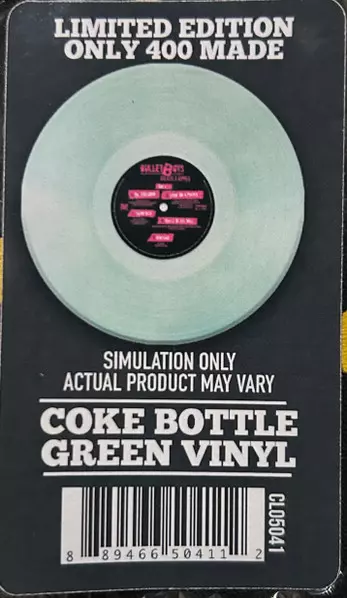 LIMITED EDITION
ONLY 400 MADE
BULLETBOYS
SIMULATION ONLY
ACTUAL PRODUCT MAY VARY
COKE BOTTLE
GREEN VINYL
CLO5041
8 89466 50411 2